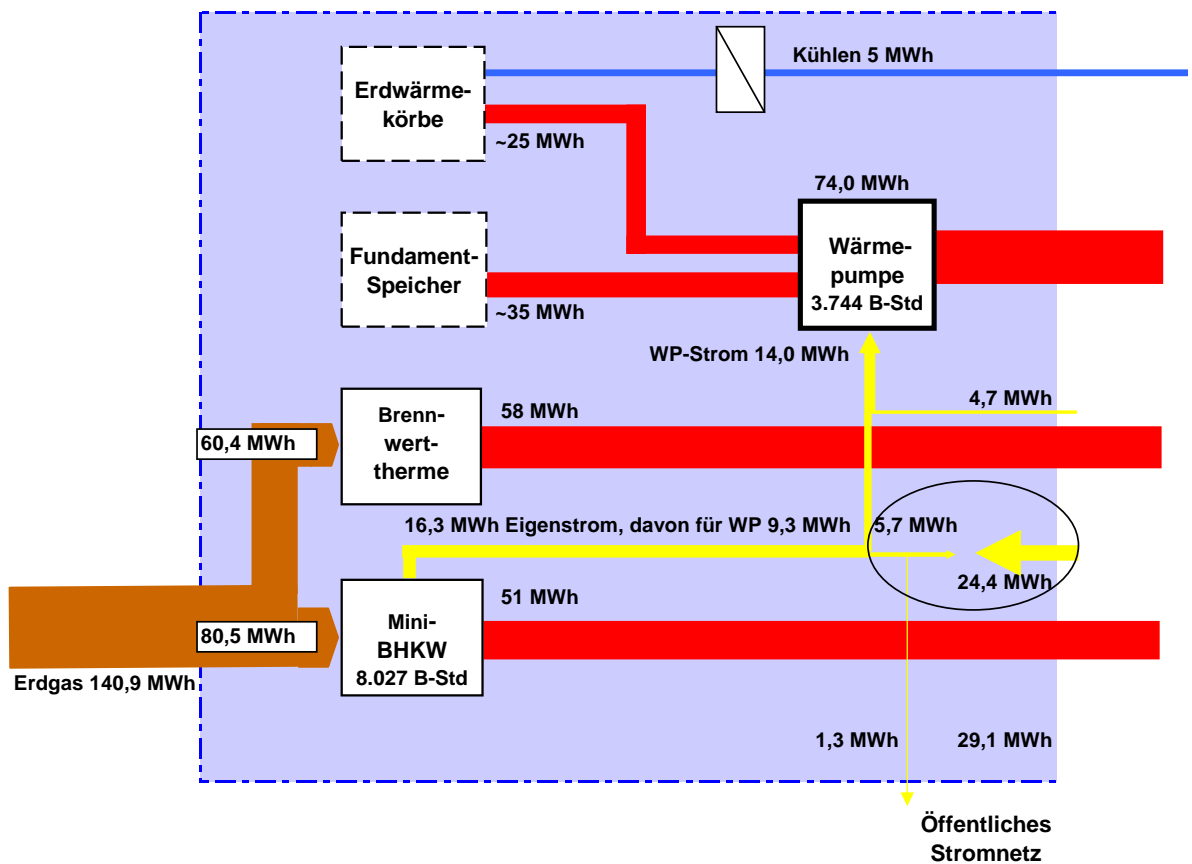 Kühlen 5 MWh
Erdwärme-
körbe
~25 MWh
74,0 MWh
Fundament-
Speicher
~35 MWh
Wärme-
pumpe
3.744 B-Std
WP-Strom 14,0 MWh
4,7 MWh
Brenn-
wert-
therme
58 MWh
60,4 MWh
16,3 MWh Eigenstrom, davon für WP 9,3 MWh
5,7 MWh
24,4 MWh
51 MWh
Mini-
BHKW
8.027 B-Std
80,5 MWh
Erdgas 140,9 MWh
1,3 MWh
29,1 MWh
Öffentliches
Stromnetz